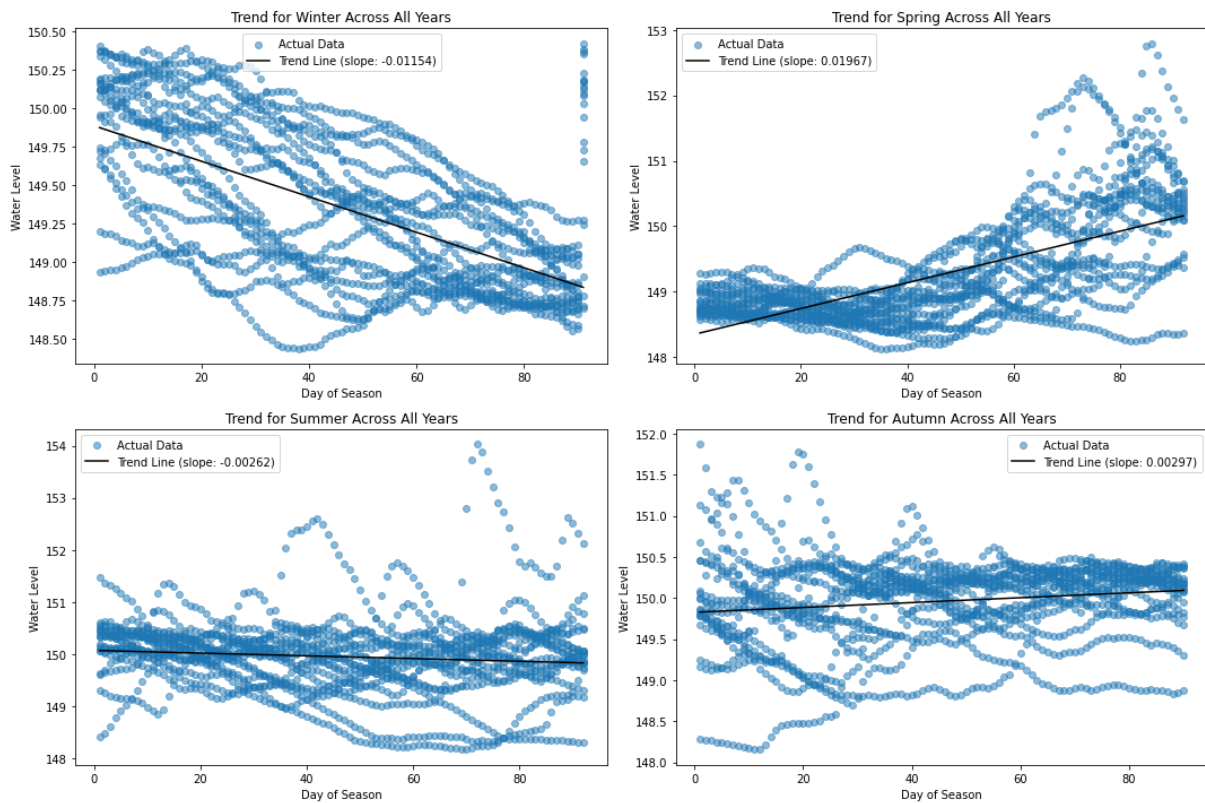 Trend for Winter Across All Years
150.50
150.25
150.00
149.75
149.50
149.25
149.00
148.75
148.50
Water Level
Actual Data
Trend Line (slope: -0.01154)
0 20 40 60 80
Day of Season
Trend for Spring Across All Years
153
152
151
150
149
148
Water Level
Actual Data
Trend Line (slope: 0.01967)
0 20 40 60 80
Day of Season
Trend for Summer Across All Years
154
153
152
151
150
149
148
Water Level
Actual Data
Trend Line (slope: -0.00262)
0 20 40 60 80
Day of Season
Trend for Autumn Across All Years
152.0
151.5
151.0
150.5
150.0
149.5
149.0
148.5
148.0
Water Level
Actual Data
Trend Line (slope: 0.00297)
0 20 40 60 80
Day of Season